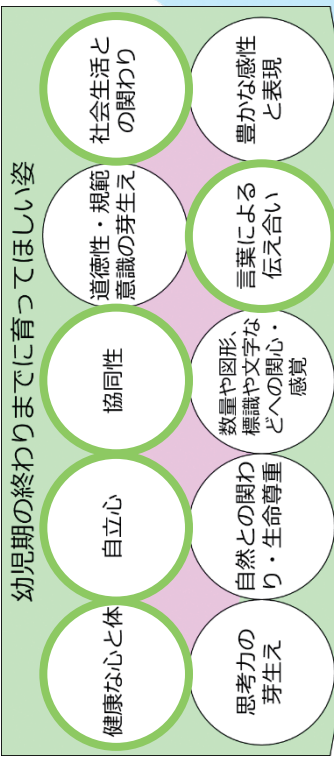 幼児期の終わりまでに育ってほしい姿
健康な心と体
自立心
協同性
道徳性・規範
意識の芽生え
社会生活と
の関わり
思考力の
芽生え
自然との関わ
り・生命尊重
数量や図形、
標識や文字な
どへの関心・
感覚
言葉による
伝え合い
豊かな感性
と表現